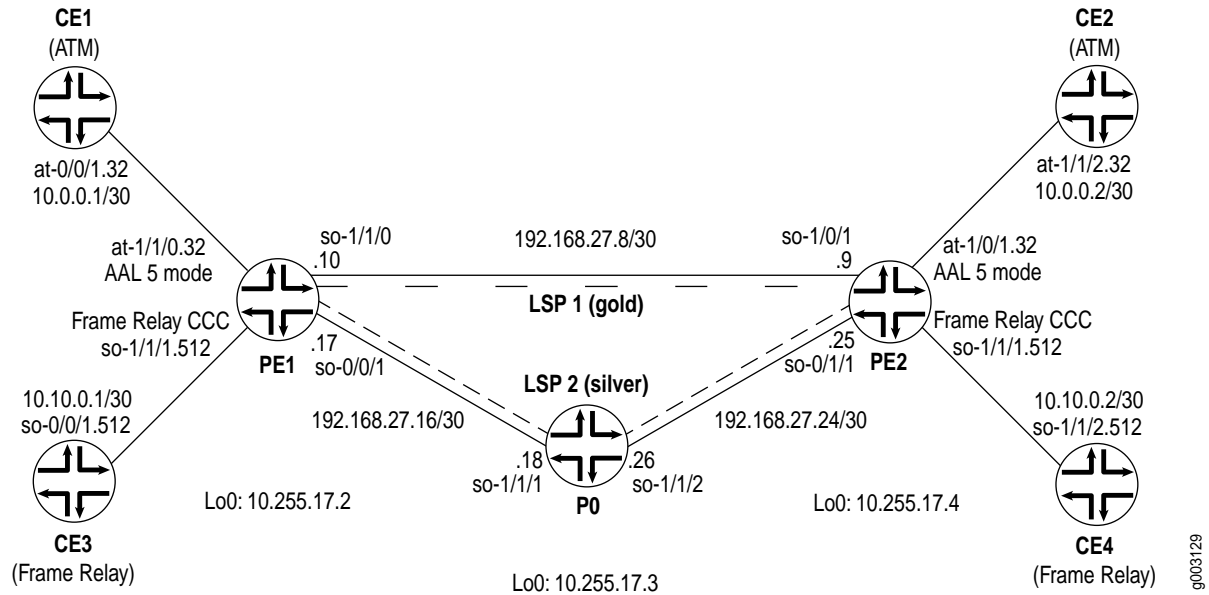 CE1
(ATM)
CE2
(ATM)
at-0/0/1.32
10.0.0.1/30
at-1/1/2.32
10.0.0.2/30
at-1/1/0.32
AAL 5 mode
so-1/1/0
.10
192.168.27.8/30
so-1/0/1
.9
at-1/0/1.32
AAL 5 mode
LSP 1 (gold)
Frame Relay CCC
so-1/1/1.512
PE1
.17
so-0/0/1
.25
so-0/1/1
PE2
Frame Relay CCC
so-1/1/1.512
LSP 2 (silver)
10.10.0.1/30
so-0/0/1.512
192.168.27.16/30
192.168.27.24/30
10.10.0.2/30
so-1/1/2.512
.18
so-1/1/1
.26
so-1/1/2
P0
Lo0: 10.255.17.2
Lo0: 10.255.17.4
CE3
(Frame Relay)
CE4
(Frame Relay)
Lo0: 10.255.17.3
g003129